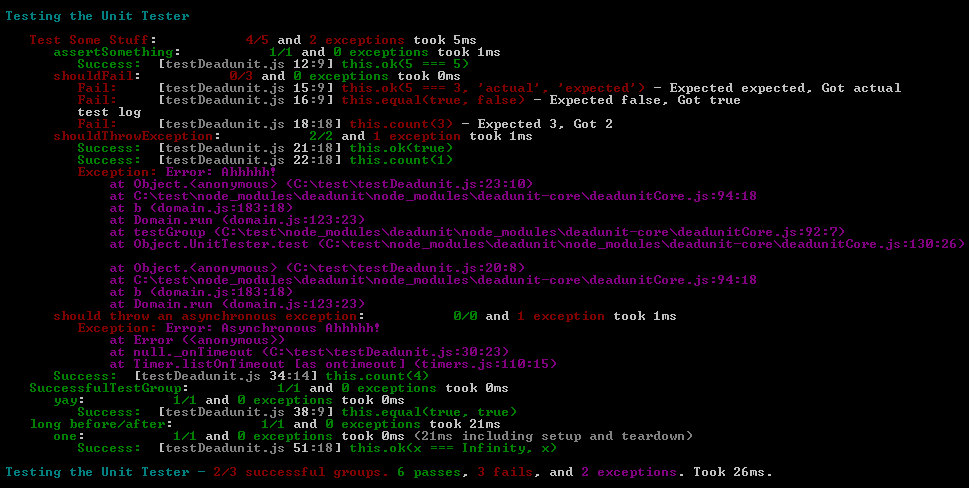 Testing the Unit Tester
Test Some Stuff: 4/5 and 2 exceptions took 5ms
assertSomething: 1/1 and 0 exceptions took 1ms
Success: [testDeadunit.js 12:9] this.ok(5 === 5)
shouldFail: 0/3 and 0 exceptions took 0ms
Fail: [testDeadunit.js 15:9] this.ok(5 === 3, 'actual', 'expected') - Expected expected, Got actual
Fail: [testDeadunit.js 16:9] this.equal(true, false) - Expected false, Got true
test log
Fail: [testDeadunit.js 18:18] this.count(3) - Expected 3, Got 2
shouldThrowException: 2/2 and 1 exception took 1ms
Success: [testDeadunit.js 21:18] this.ok(true)
Success: [testDeadunit.js 22:18] this.count(1)
Exception: Error: Ahhhhh!
at Object.<anonymous> (C:\test\testDeadunit.js:23:10)
at C:\test\node_modules\deadunit\node_modules\deadunit-core\deadunitCore.js:94:18
at b (domain.js:183:18)
at Domain.run (domain.js:123:23)
at testGroup (C:\test\node_modules\deadunit\node_modules\deadunit-core\deadunitCore.js:92:7)
at Object.UnitTester.test (C:\test\node_modules\deadunit\node_modules\deadunit-core\deadunitCore.js:130:26)
at Object.<anonymous> (C:\test\testDeadunit.js:20:8)
at C:\test\node_modules\deadunit\node_modules\deadunit-core\deadunitCore.js:94:18
at b (domain.js:183:18)
at Domain.run (domain.js:123:23)
should throw an asynchronous exception: 0/0 and 1 exception took 1ms
Exception: Error: Asynchronous Ahhhhh!
at Error (<anonymous>)
at null._onTimeout (C:\test\testDeadunit.js:30:23)
at Timer.listOnTimeout [as ontimeout] (timers.js:110:15)
Success: [testDeadunit.js 34:14] this.count(4)
SuccessfulTestGroup: 1/1 and 0 exceptions took 0ms
yay: 1/1 and 0 exceptions took 0ms
Success: [testDeadunit.js 38:9] this.equal(true, true)
long before/after: 1/1 and 0 exceptions took 21ms
one: 1/1 and 0 exceptions took 0ms (21ms including setup and teardown)
Success: [testDeadunit.js 51:18] this.ok(x === Infinity, x)
Testing the Unit Tester - 2/3 successful groups. 6 passes, 3 fails, and 2 exceptions. Took 26ms.